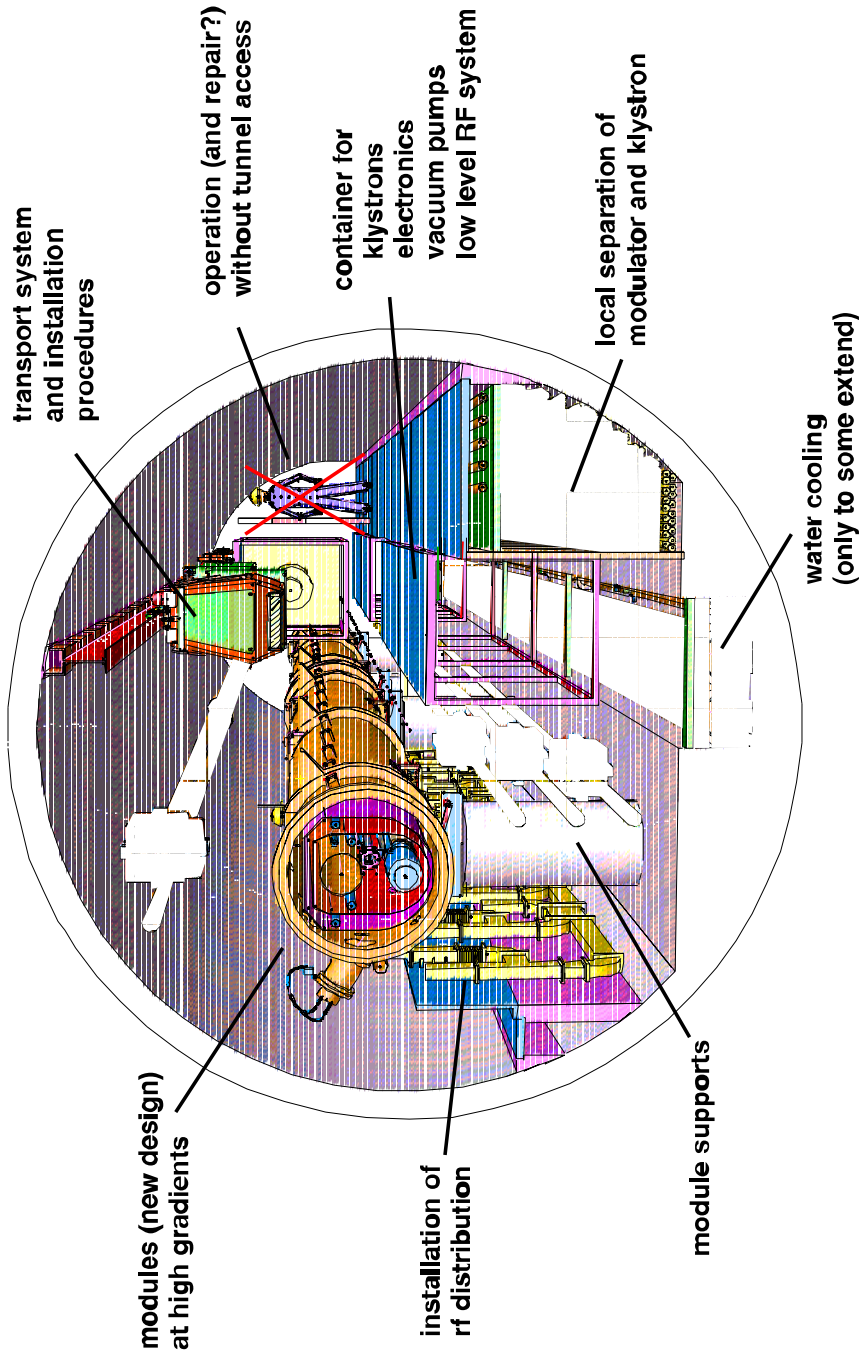 modules (new design)
at high gradients
transport system
and installation
procedures
operation (and repair?)
without tunnel access
container for
klystrons
electronics
vacuum pumps
low level RF system
installation of
rf distribution
module supports
water cooling
(only to some extend)
local separation of
modulator and klystron